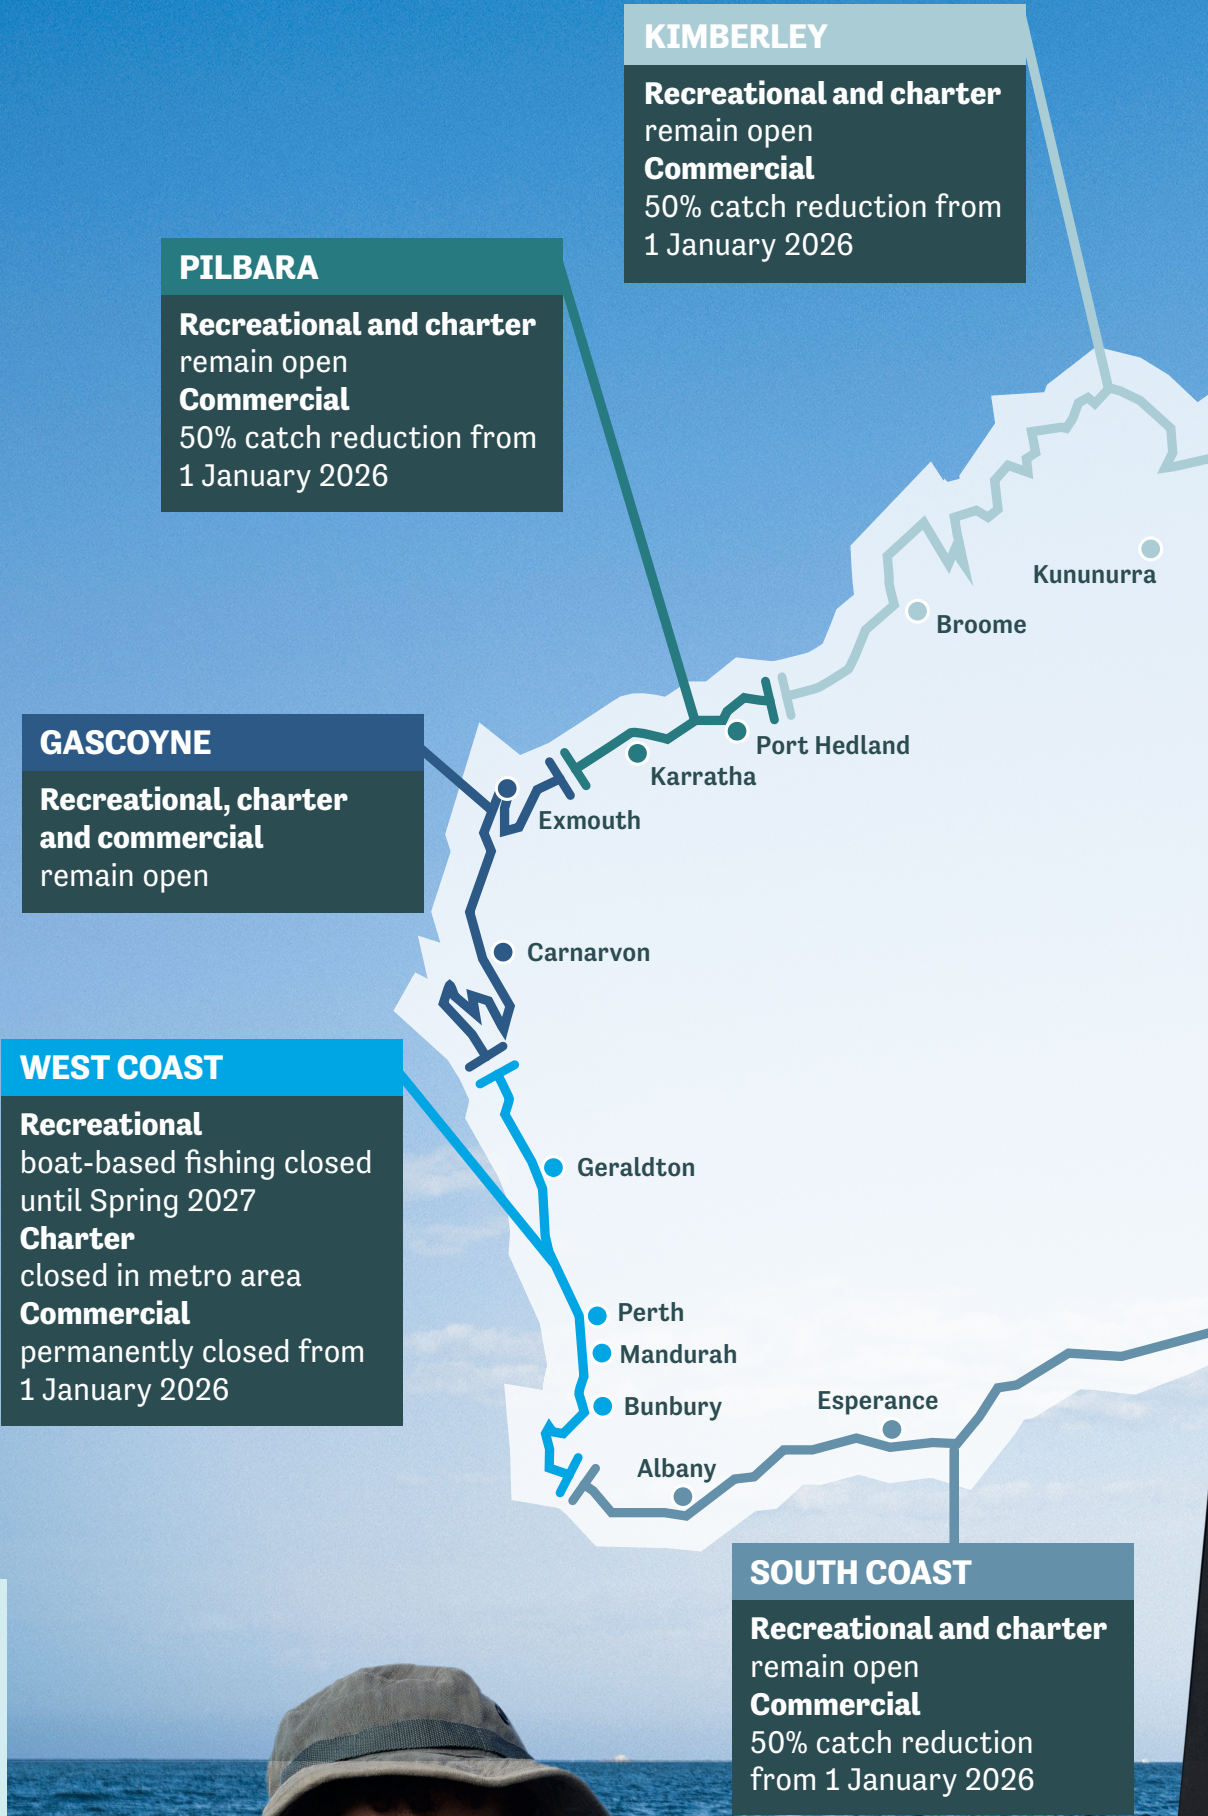 KIMBERLEY
Recreational and charter
remain open
Commercial
50% catch reduction from
1 January 2026
PILBARA
Recreational and charter
remain open
Commercial
50% catch reduction from
1 January 2026
Kununurra
Broome
Port Hedland
Karratha
GASCOYNE
Recreational, charter
and commercial
remain open
Exmouth
Carnarvon
WEST COAST
Recreational
boat-based fishing closed
until Spring 2027
Charter
closed in metro area
Commercial
permanently closed from
1 January 2026
Geraldton
Perth
Mandurah
Bunbury
Esperance
Albany
SOUTH COAST
Recreational and charter
remain open
Commercial
50% catch reduction
from 1 January 2026